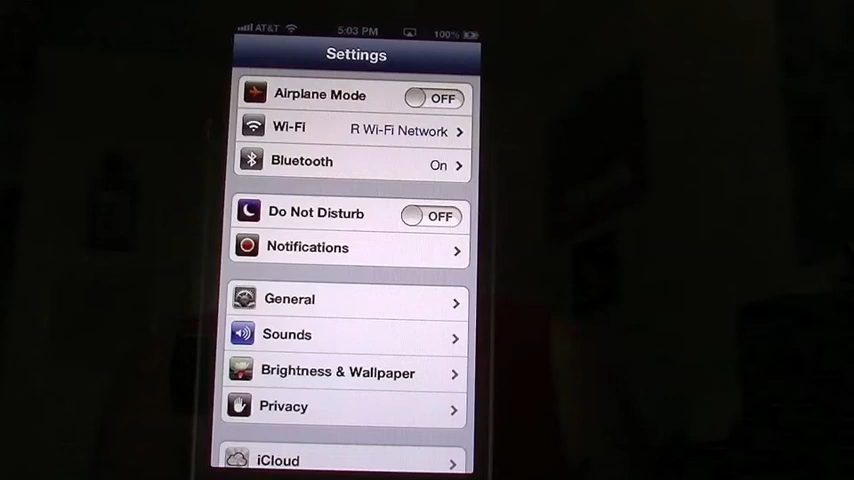 AT&T 5:03 PM 100%
Settings
Airplane Mode OFF
Wi-Fi R Wi-Fi Network
Bluetooth On
Do Not Disturb OFF
Notifications
General
Sounds
Brightness & Wallpaper
Privacy
iCloud